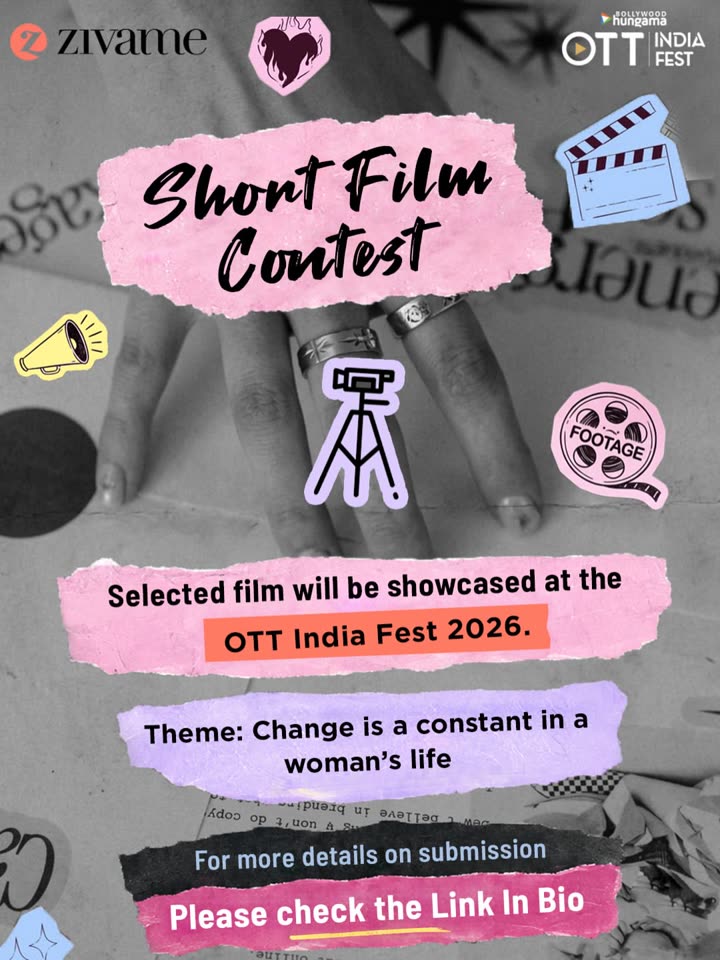 zivame
BOLLYWOOD
hungama
OTT INDIA
FEST
Short Film
Contest
FOOTAGE
Selected film will be showcased at the
OTT India Fest 2026.
Theme: Change is a constant in a
woman's life
For more details on submission
Please check the Link In Bio